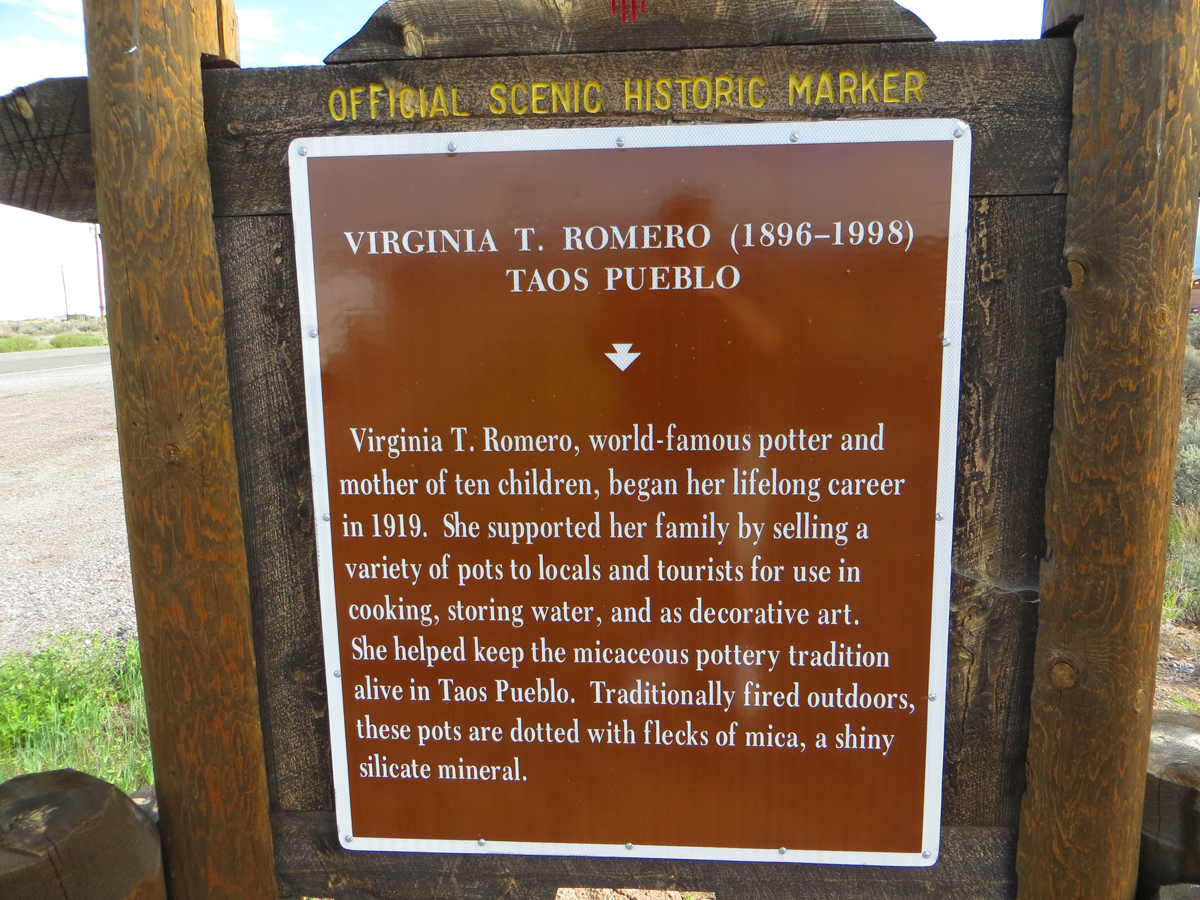 OFFICIAL SCENIC HISTORIC MARKER
VIRGINIA T. ROMERO (1896–1998)
TAOS PUEBLO
Virginia T. Romero, world-famous potter and
mother of ten children, began her lifelong career
in 1919. She supported her family by selling a
variety of pots to locals and tourists for use in
cooking, storing water, and as decorative art.
She helped keep the micaceous pottery tradition
alive in Taos Pueblo. Traditionally fired outdoors,
these pots are dotted with flecks of mica, a shiny
silicate mineral.